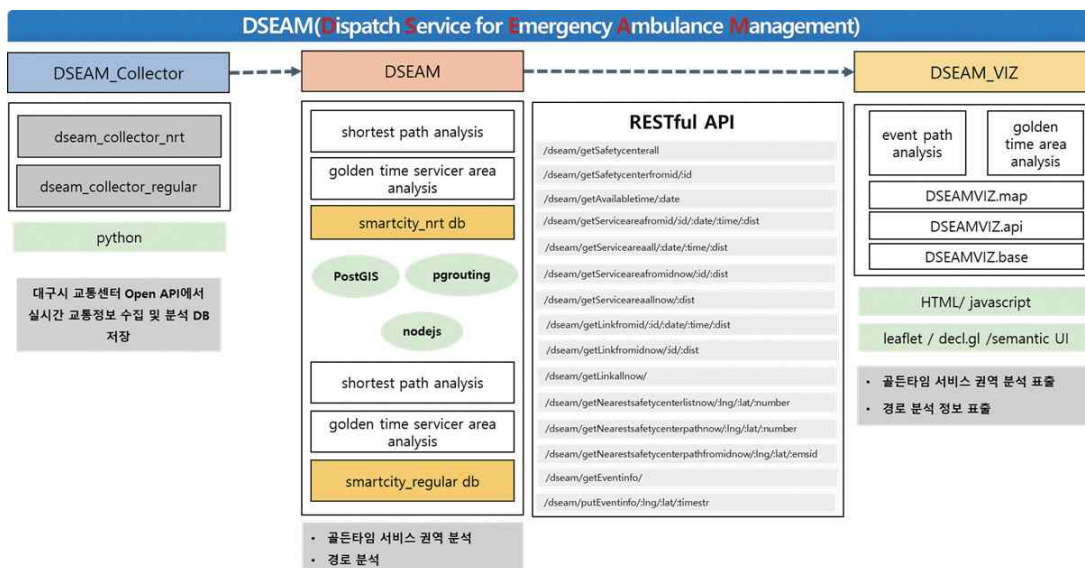 DSEAM(Dispatch Service for Emergency Ambulance Management)
DSEAM_Collector
dseam_collector_nrt
dseam_collector_regular
python
대구시 교통센터 Open API에서
실시간 교통정보 수집 및 분석 DB
저장
DSEAM
shortest path analysis
golden time servicer area
analysis
smartcity_nrt db
PostGIS
pgrouting
nodejs
shortest path analysis
golden time servicer area
analysis
smartcity_regular db
• 골든타임 서비스 권역 분석
• 경로 분석
RESTful API
/dseam/getSafetycenterall
/dseam/getSafetycenterfromid/:id
/dseam/getAvailabletime/:date
/dseam/getServiceareafromid/:id/:date/:time/:dist
/dseam/getServiceareaall/:date/:time/:dist
/dseam/getServiceareafromidnow/:id/:dist
/dseam/getServiceareaallnow/:dist
/dseam/getLinkfromid/:id/:date/:time/:dist
/dseam/getLinkfromidnow/:id/:dist
/dseam/getLinkallnow/
/dseam/getNearestsafetycenterlistnow/:lng/:lat/:number
/dseam/getNearestsafetycenterpathnow/:lng/:lat/:number
/dseam/getNearestsafetycenterpathfromidnow/:lng/:lat/:emsid
/dseam/getEventinfo/
/dseam/putEventinfo/:lng/:lat/:timestr
DSEAM_VIZ
event path
analysis
golden
time area
analysis
DSEAMVIZ.map
DSEAMVIZ.api
DSEAMVIZ.base
HTML/ javascript
leaflet / decl.gl /semantic UI
• 골든타임 서비스 권역 분석 표출
• 경로 분석 정보 표출